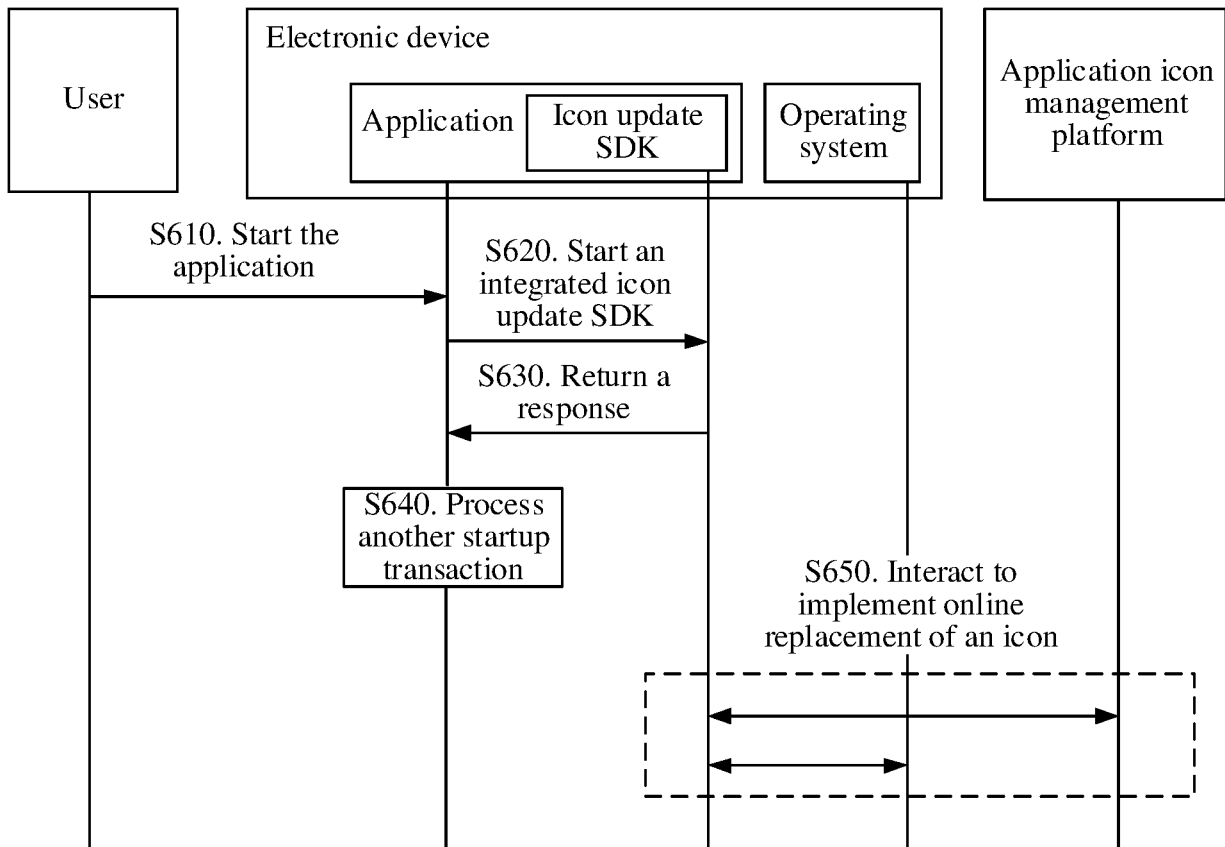 User
Electronic device
Application
Icon update
SDK
Operating
system
Application icon
management
platform
S610. Start the
application
S620. Start an
integrated icon
update SDK
S630. Return a
response
S640. Process
another startup
transaction
S650. Interact to
implement online
replacement of an icon